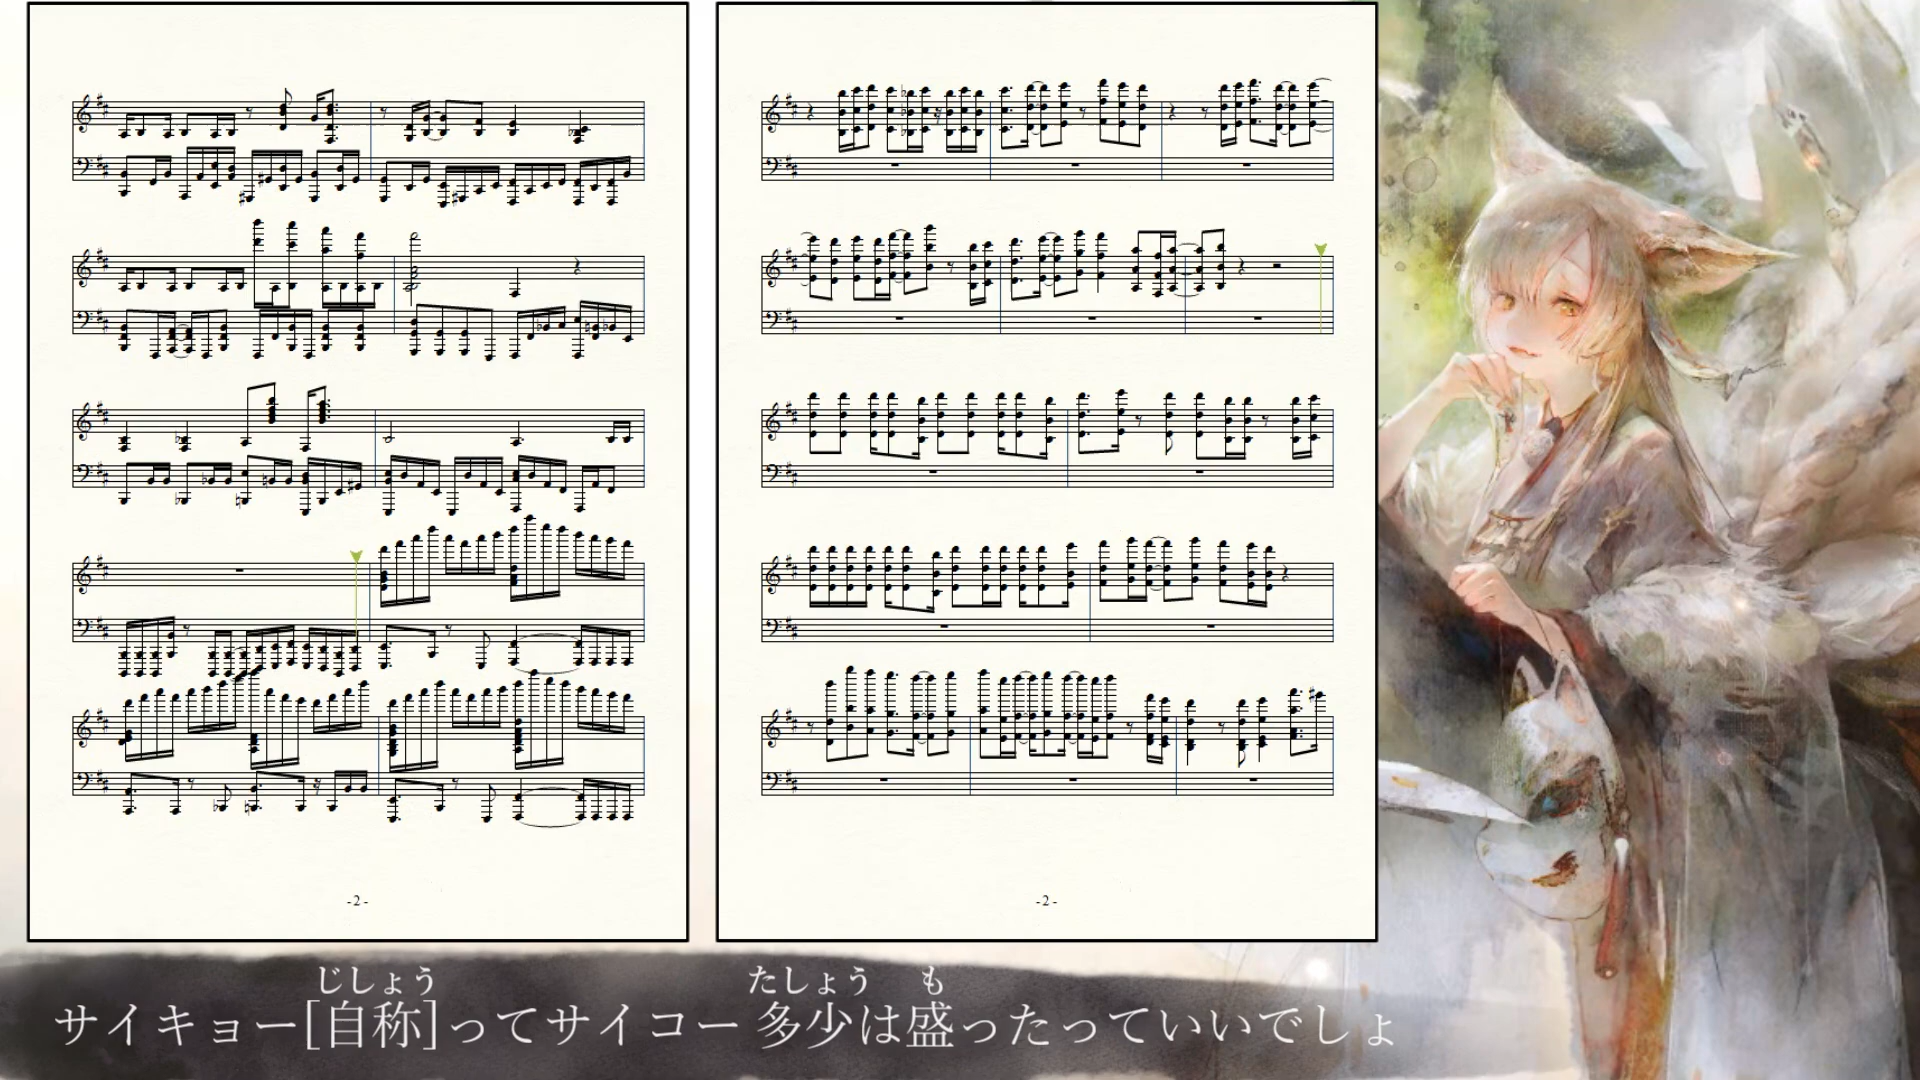 -2-
-2-
じしょう たしょう も
サイキョー[自称]ってサイコー 多少は盛ったっていいでしょ